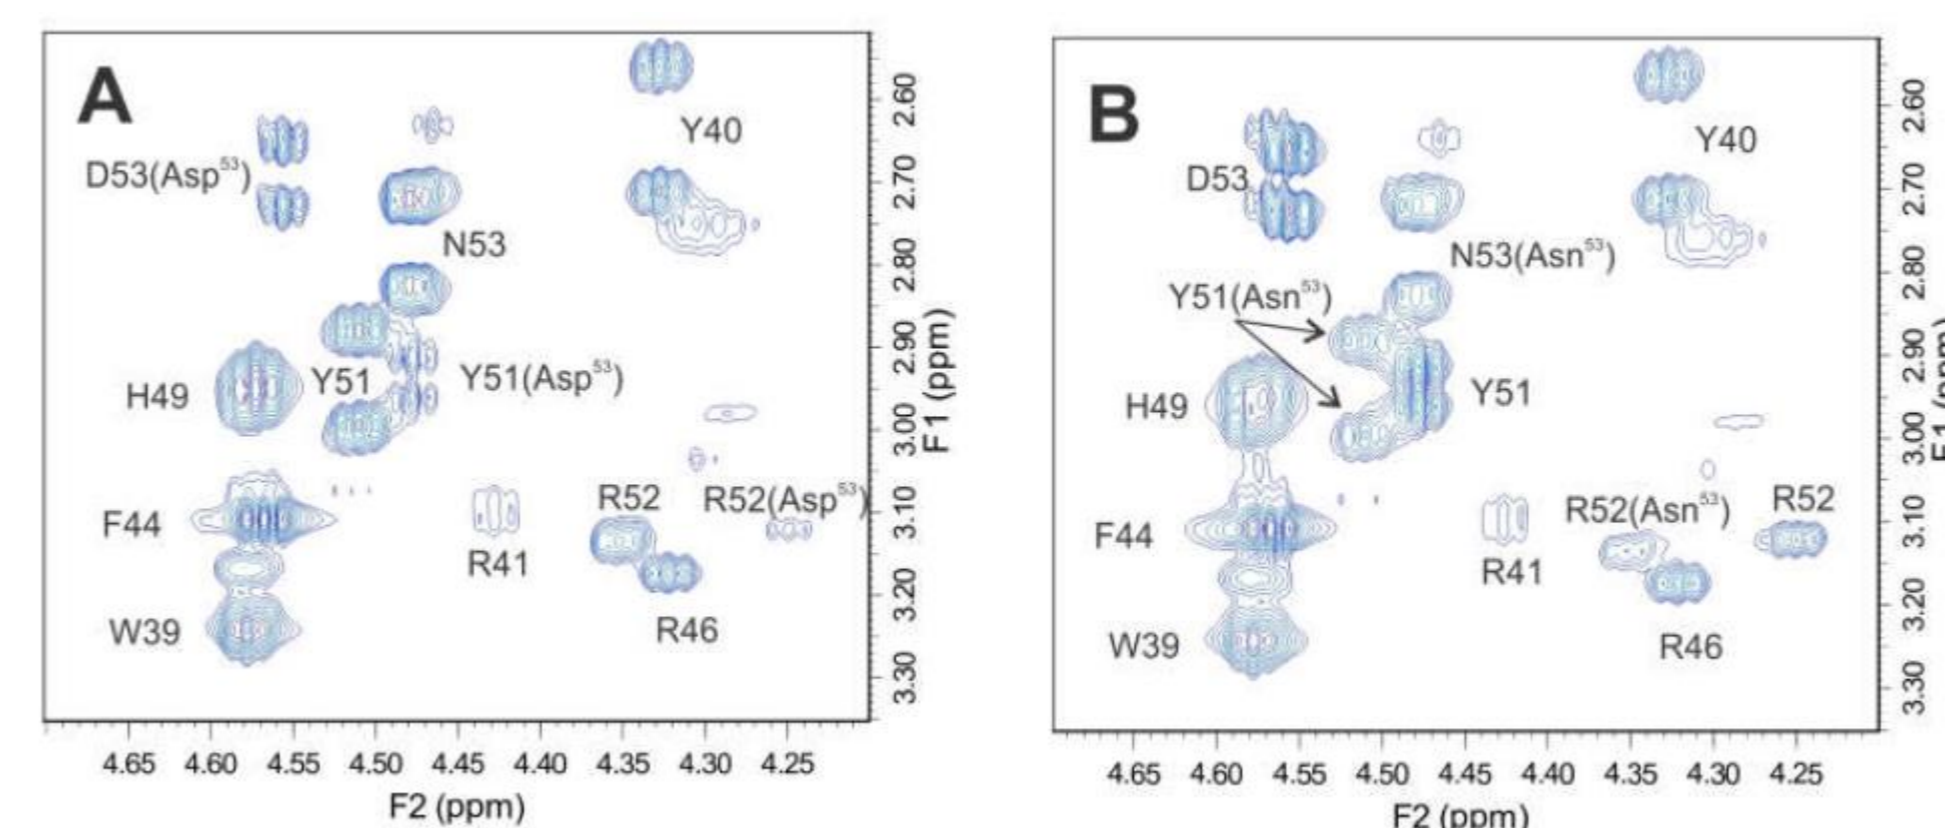 A
Y40
D53(Asp⁵³)
N53
H49
Y51
Y51(Asp⁵³)
F44
R41
R52
R52(Asp⁵³)
W39
R46
2.60
2.70
2.80
2.90
3.00
3.10
3.20
3.30
F1 (ppm)
4.65 4.60 4.55 4.50 4.45 4.40 4.35 4.30 4.25
F2 (ppm)
B
Y40
D53
N53(Asn⁵³)
Y51(Asn⁵³)
H49
Y51
F44
R41
R52(Asn⁵³)
R52
W39
R46
2.60
2.70
2.80
2.90
3.00
3.10
3.20
3.30
F1 (ppm)
4.65 4.60 4.55 4.50 4.45 4.40 4.35 4.30 4.25
F2 (ppm)